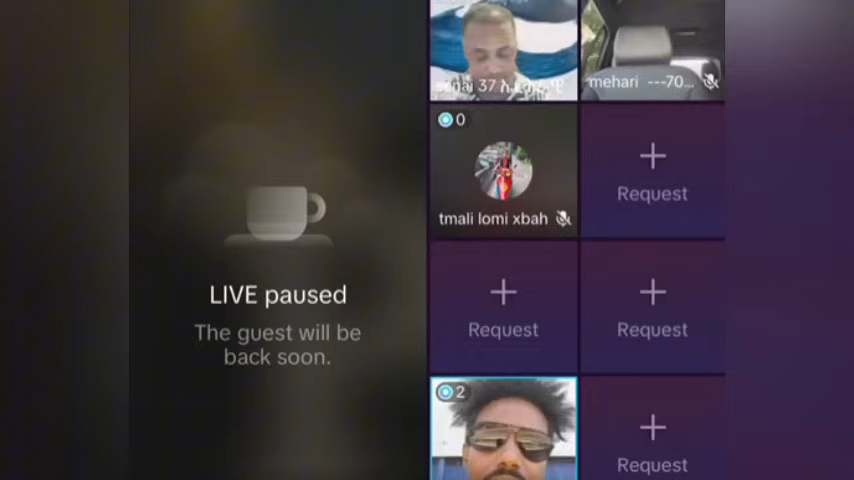 LIVE paused
The guest will be
back soon.
37
mehari ---70...
0
tmali lomi xbah
Request
Request
Request
2
Request